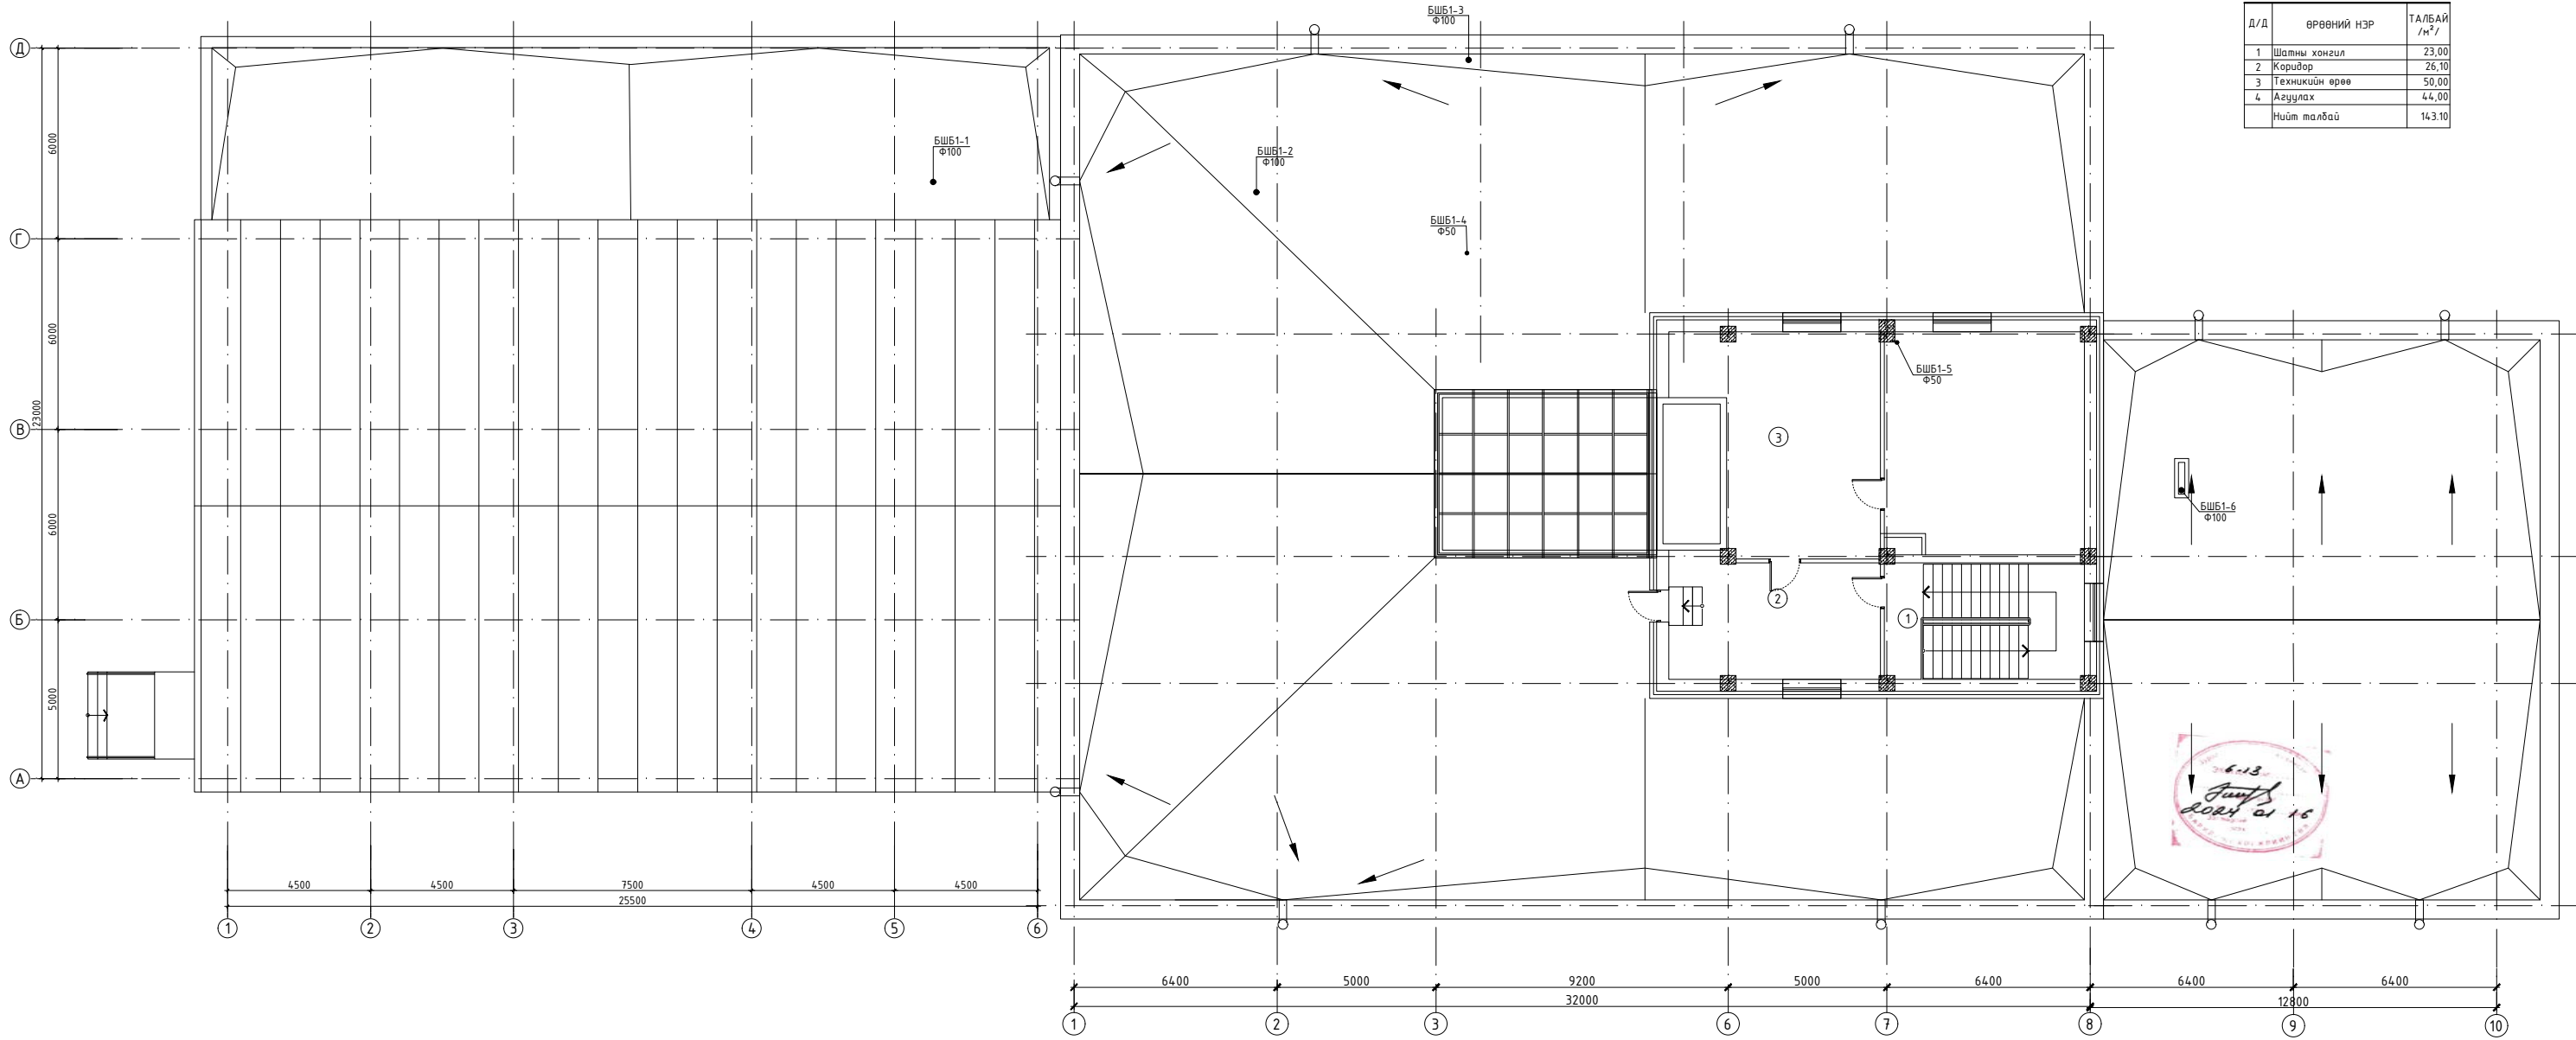 Д/Д ӨРӨӨНИЙ НЭР ТАЛБАЙ /м²/
1 Шатны хонгил 23,00
2 Коридор 26,10
3 Техникийн өрөө 50,00
4 Агуулах 44,00
Нийт талбай 143.10
БШБ1-3
Ф100
БШБ1-1
Ф100
БШБ1-2
Ф100
БШБ1-4
Ф50
БШБ1-5
Ф50
БШБ1-6
Ф100
Д
Г
В
Б
А
6000
6000
23000
6000
5000
3
2
1
6-13
2024 01 16
4500 4500 7500 4500 4500
25500
1 2 3 4 5 6
6400 5000 9200 5000 6400 6400 6400
32000 12800
1 2 3 6 7 8 9 10